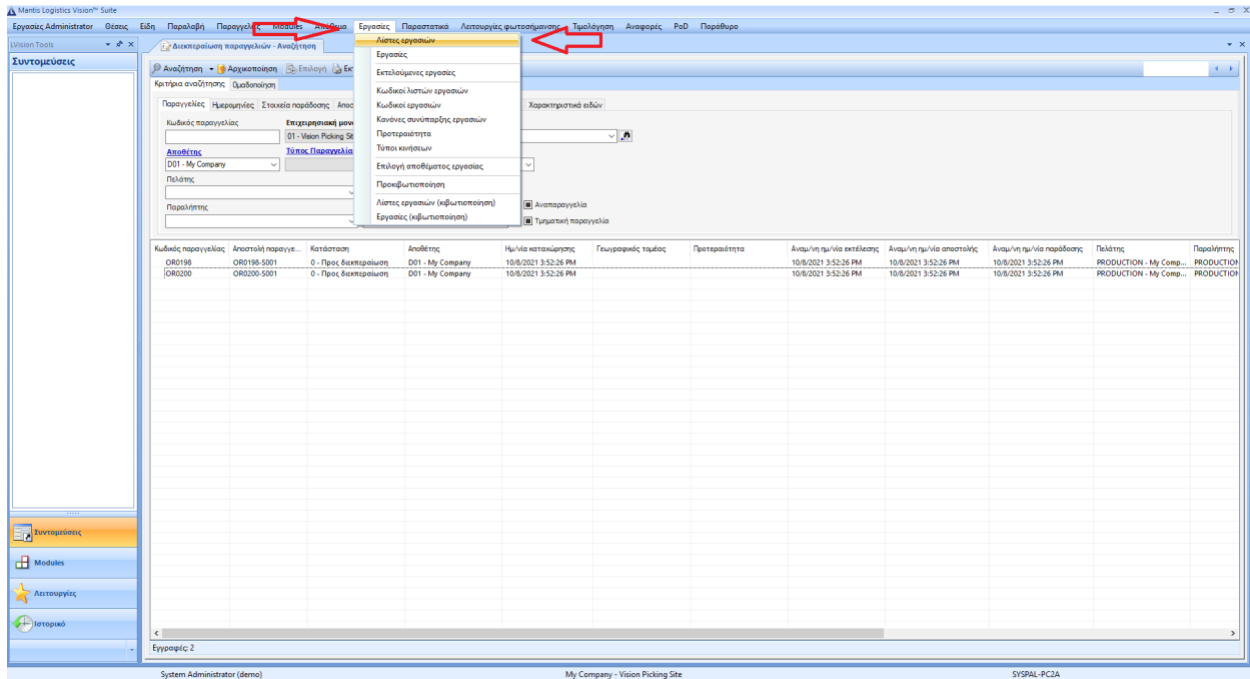 Mantis Logistics Vision™ Suite
Εργασίες Administrator Θέσεις Είδη Παραλαβή Παραγγελίες Modules Απόθεμα Εργασίες Παραστατικά Λειτουργίες φωτοσήμανσης Τιμολόγηση Αναφορές PoD Παράθυρο
LVision Tools
Συντομεύσεις
Διεκπεραίωση παραγγελιών - Αναζήτηση
Αναζήτηση Αρχικοποίηση Επιλογή Εκ
Κριτήρια αναζήτησης Ομαδοποίηση
Παραγγελίες Ημερομηνίες Στοιχεία παράδοσης Αποσ Χαρακτηριστικά ειδών
Κωδικός παραγγελίας Επιχειρησιακή μον
01 - Vision Picking Sit
Αποθέτης Τύπος Παραγγελία
D01 - My Company
Πελάτης
Παραλήπτης
Λίστες εργασιών
Εργασίες
Εκτελούμενες εργασίες
Κωδικοί λιστών εργασιών
Κωδικοί εργασιών
Κανόνες συνύπαρξης εργασιών
Προτεραιότητα
Τύποι κινήσεων
Επιλογή αποθέματος εργασίας
Προκιβωτιοποίηση
Λίστες εργασιών (κιβωτιοποίηση)
Εργασίες (κιβωτιοποίηση)
Αναπαραγγελία
Τμηματική παραγγελία
Κωδικός παραγγελίας Αποστολή παραγγε... Κατάσταση Αποθέτης Ημ/νία καταχώρησης Γεωγραφικός τομέας Προτεραιότητα Αναμ/νη ημ/νία εκτέλεσης Αναμ/νη ημ/νία αποστολής Αναμ/νη ημ/νία παράδοσης Πελάτης Παραλήπτης
OR0198 OR0198-S001 0 - Προς διεκπεραίωση D01 - My Company 10/8/2021 3:52:26 PM 10/8/2021 3:52:26 PM 10/8/2021 3:52:26 PM 10/8/2021 3:52:26 PM PRODUCTION - My Comp... PRODUCTION
OR0200 OR0200-S001 0 - Προς διεκπεραίωση D01 - My Company 10/8/2021 3:52:26 PM 10/8/2021 3:52:26 PM 10/8/2021 3:52:26 PM 10/8/2021 3:52:26 PM PRODUCTION - My Comp... PRODUCTION
Συντομεύσεις
Modules
Λειτουργίες
Ιστορικό
Εγγραφές: 2
System Administrator (demo) My Company - Vision Picking Site SYSPAL-PC2A